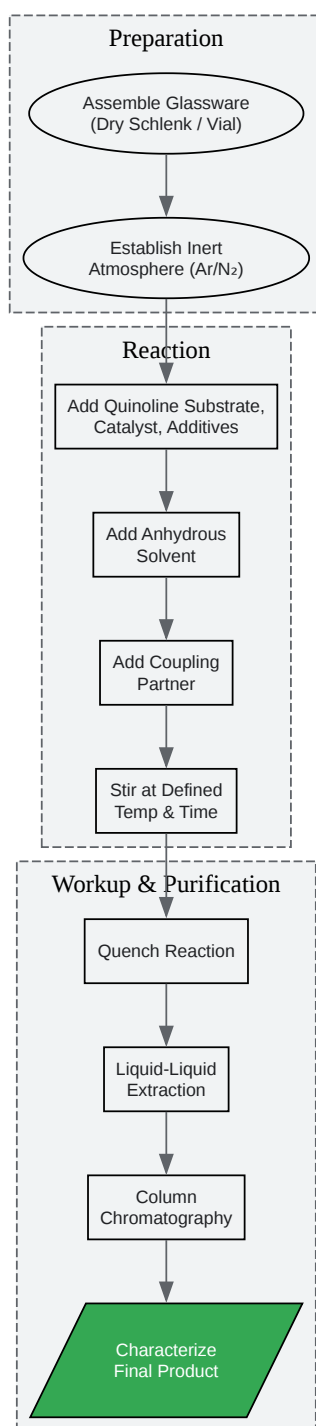 Preparation
Assemble Glassware
(Dry Schlenk / Vial)
Establish Inert
Atmosphere (Ar/N₂)
Reaction
Add Quinoline Substrate,
Catalyst, Additives
Add Anhydrous
Solvent
Add Coupling
Partner
Stir at Defined
Temp & Time
Workup & Purification
Quench Reaction
Liquid-Liquid
Extraction
Column
Chromatography
Characterize
Final Product